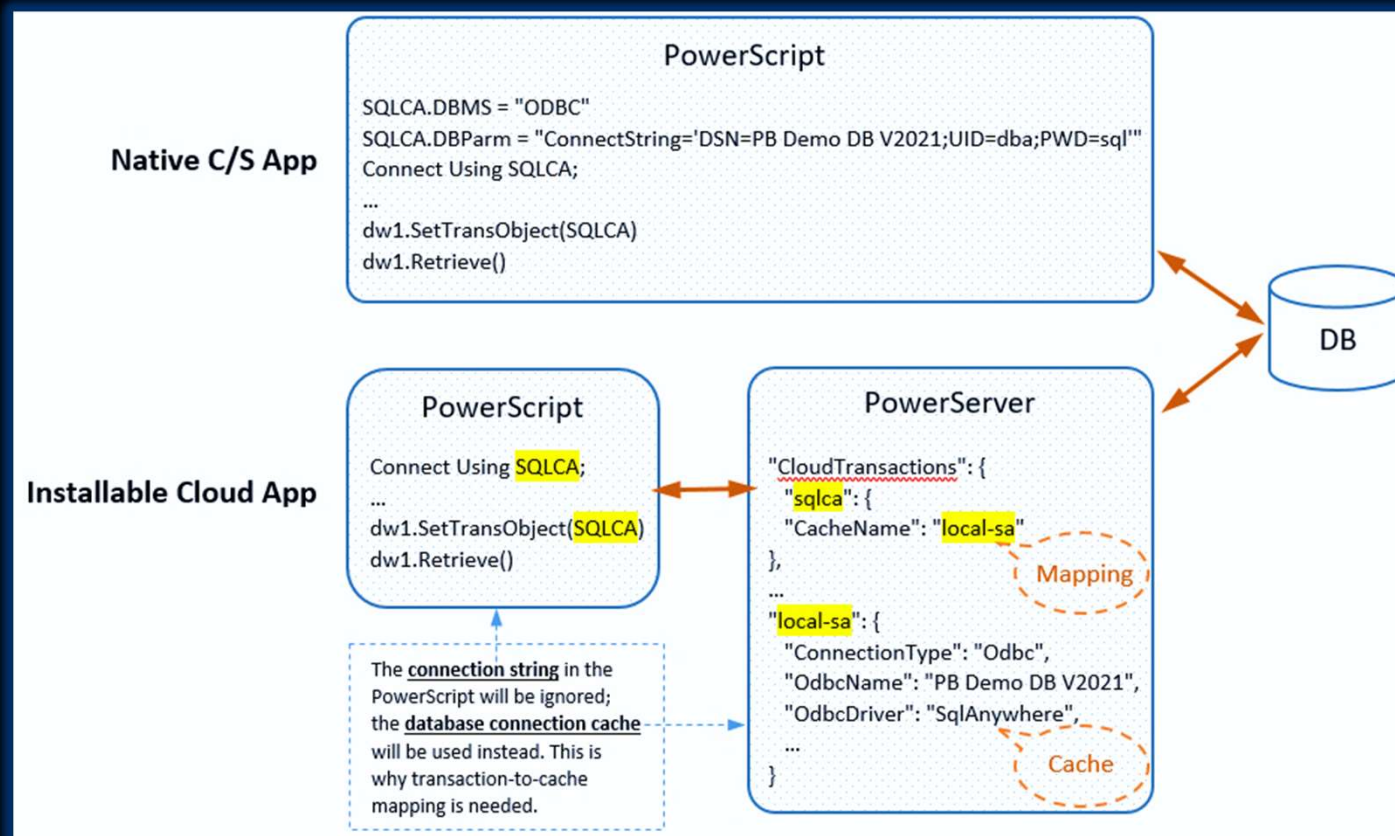 PowerScript
SQLCA.DBMS = "ODBC"
SQLCA.DBParm = "ConnectString='DSN=PB Demo DB V2021;UID=dba;PWD=sql'"
Connect Using SQLCA;
...
dw1.SetTransObject(SQLCA)
dw1.Retrieve()
Native C/S App
DB
Installable Cloud App
PowerScript
Connect Using SQLCA;
...
dw1.SetTransObject(SQLCA)
dw1.Retrieve()
The connection string in the
PowerScript will be ignored;
the database connection cache
will be used instead. This is
why transaction-to-cache
mapping is needed.
PowerServer
"CloudTransactions": {
"sqlca": {
"CacheName": "local-sa"
},
...
"local-sa": {
"ConnectionType": "Odbc",
"OdbcName": "PB Demo DB V2021",
"OdbcDriver": "SqlAnywhere",
...
}
Mapping
Cache